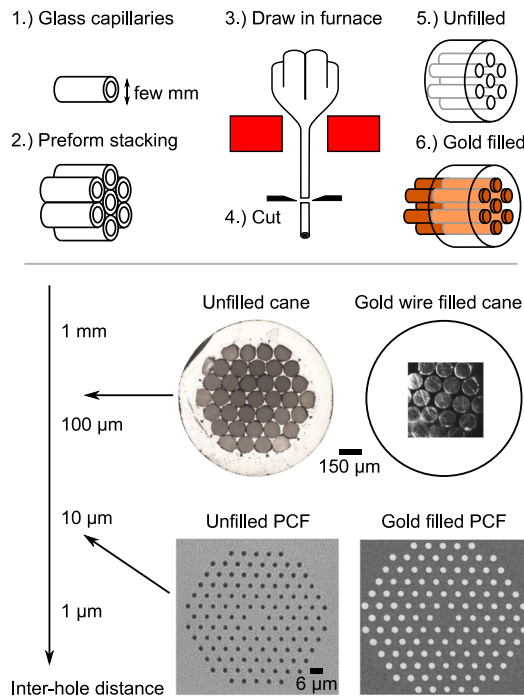 1.) Glass capillaries
few mm
2.) Preform stacking
3.) Draw in furnace
4.) Cut
5.) Unfilled
6.) Gold filled
1 mm
100 µm
10 µm
1 µm
Inter-hole distance
Unfilled cane
Gold wire filled cane
150 µm
Unfilled PCF
Gold filled PCF
6 µm